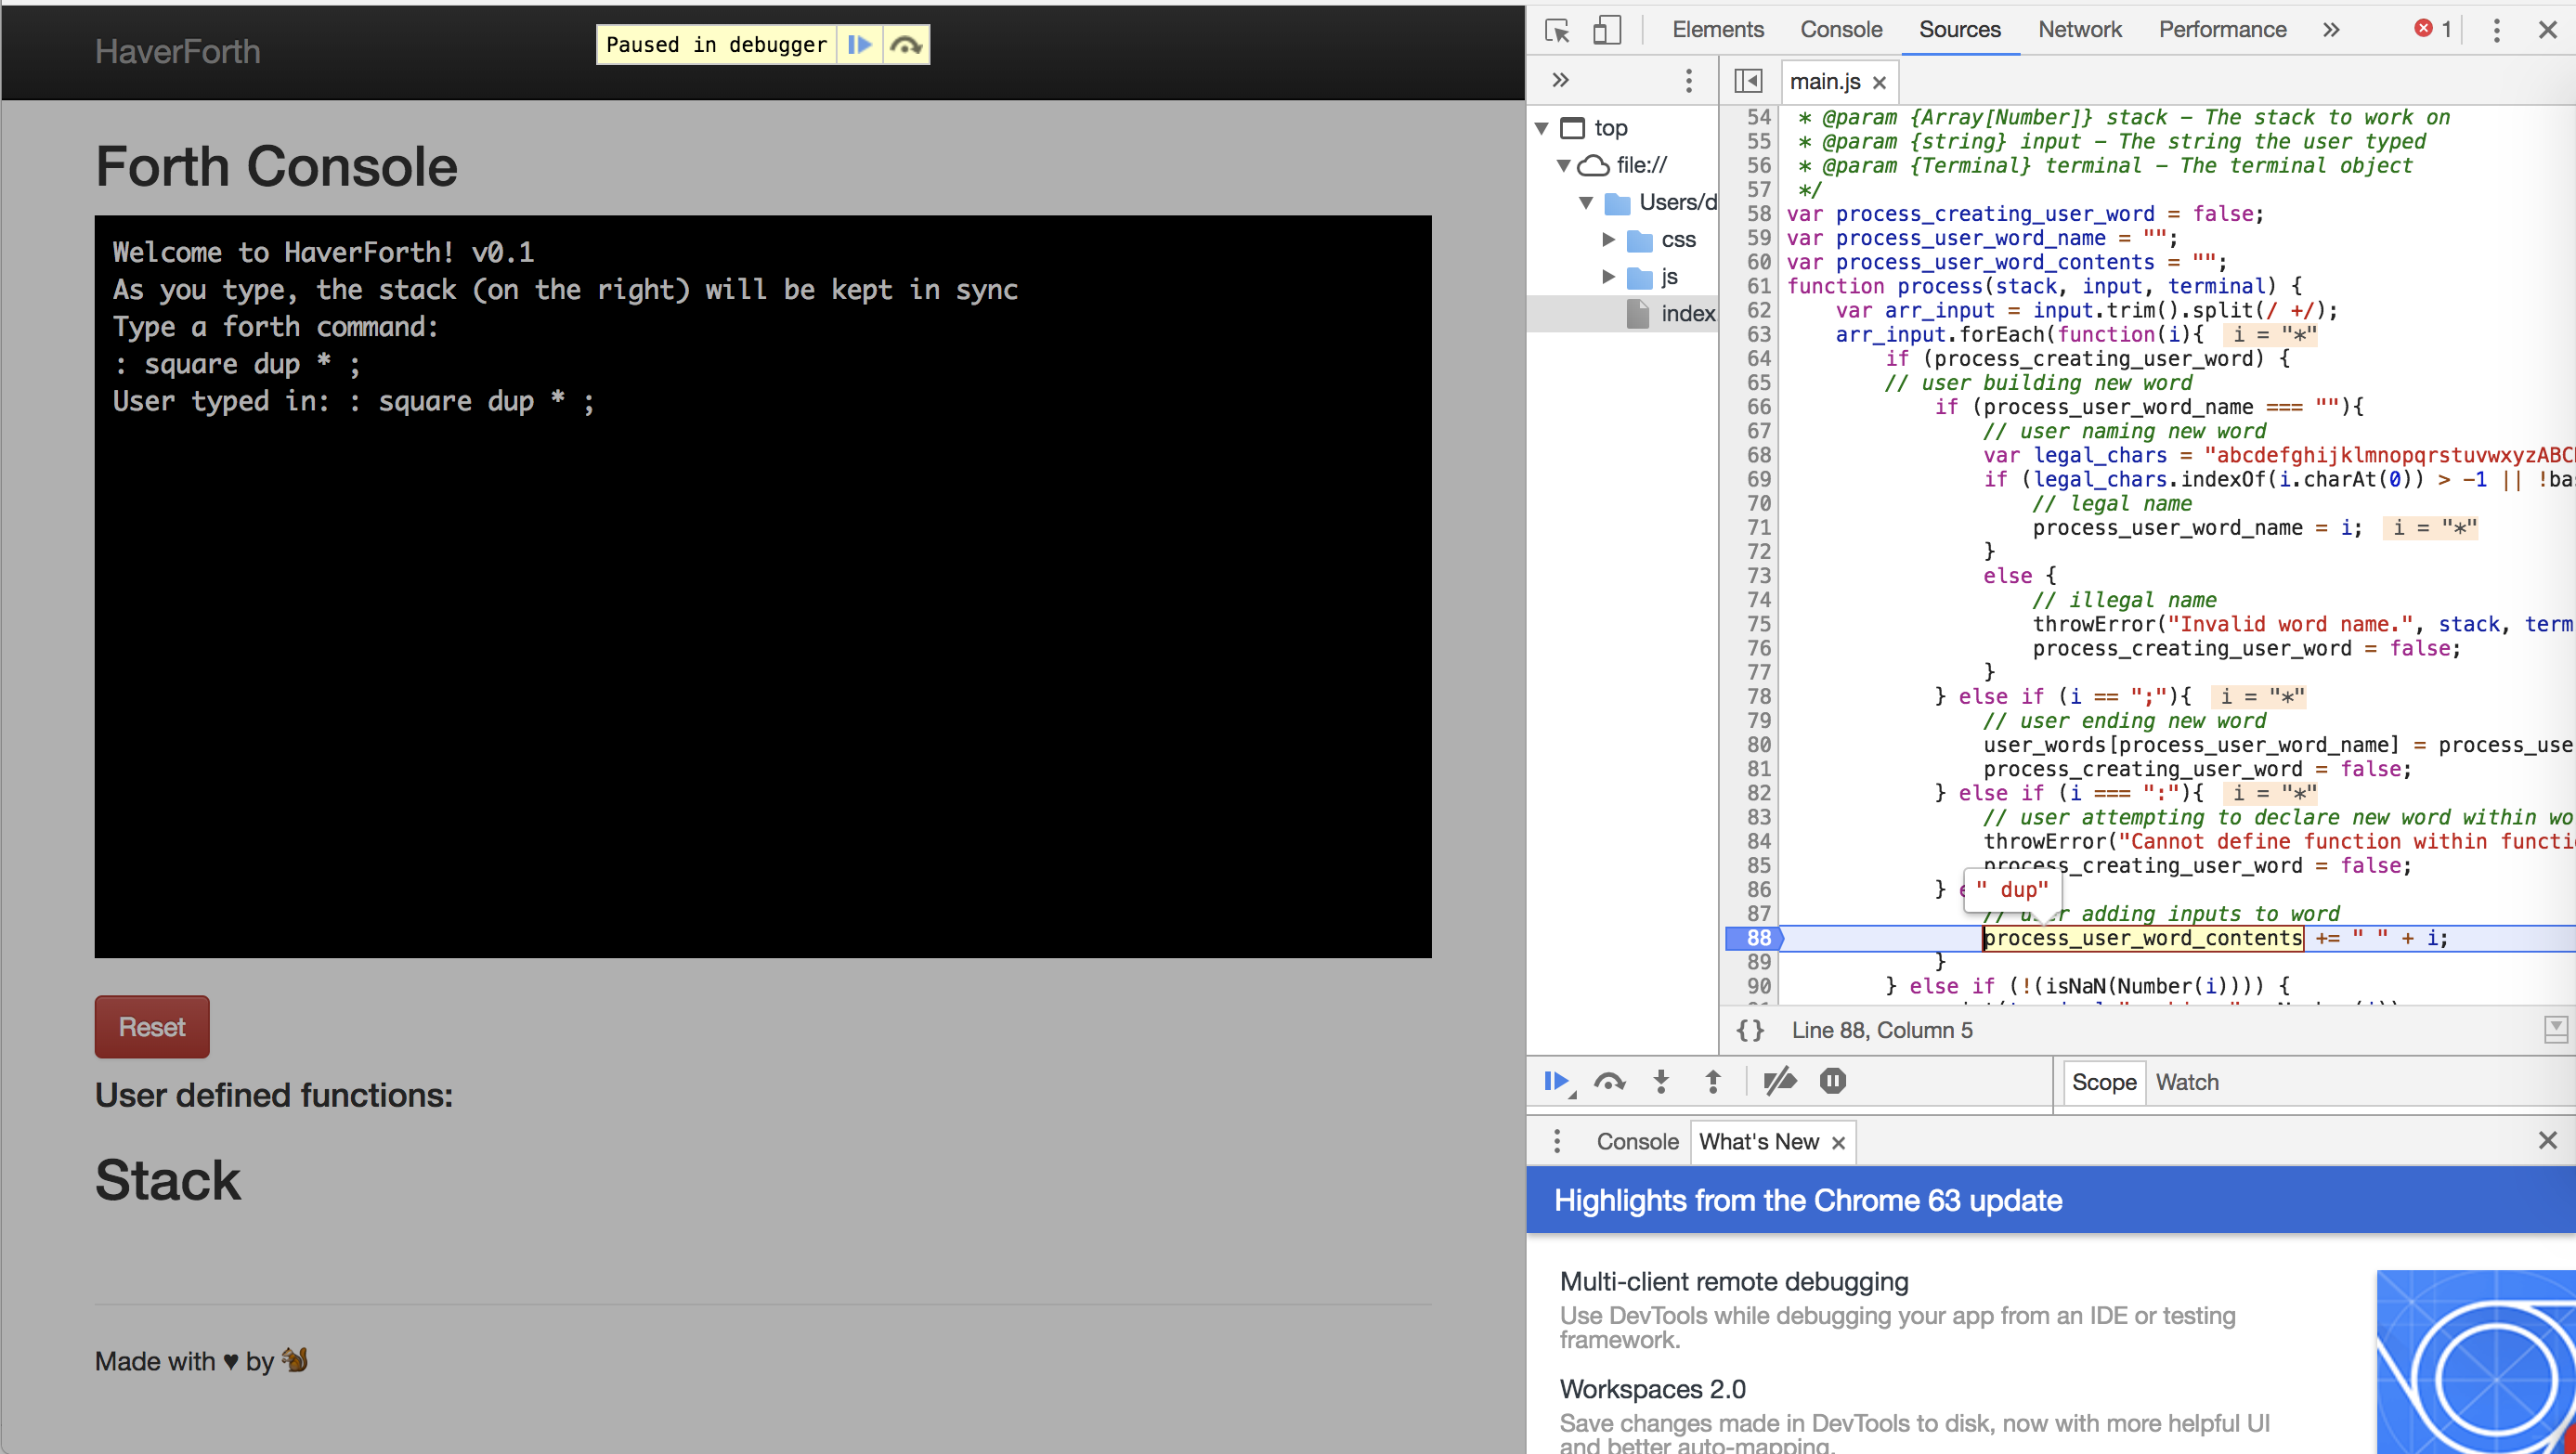 HaverForth
Paused in debugger
Forth Console
Welcome to HaverForth! v0.1
As you type, the stack (on the right) will be kept in sync
Type a forth command:
: square dup * ;
User typed in: : square dup * ;
Reset
User defined functions:
Stack
Made with ♥ by 🐿
Elements Console Sources Network Performance » 1
»
main.js ×
top
file://
Users/d
css
js
index
54 * @param {Array[Number]} stack - The stack to work on
55 * @param {string} input - The string the user typed
56 * @param {Terminal} terminal - The terminal object
57 */
58 var process_creating_user_word = false;
59 var process_user_word_name = "";
60 var process_user_word_contents = "";
61 function process(stack, input, terminal) {
62 var arr_input = input.trim().split(/ +/);
63 arr_input.forEach(function(i){ i = "*"
64 if (process_creating_user_word) {
65 // user building new word
66 if (process_user_word_name === ""){
67 // user naming new word
68 var legal_chars = "abcdefghijklmnopqrstuvwxyzABC
69 if (legal_chars.indexOf(i.charAt(0)) > -1 || !ba
70 // legal name
71 process_user_word_name = i; i = "*"
72 }
73 else {
74 // illegal name
75 throwError("Invalid word name.", stack, term
76 process_creating_user_word = false;
77 }
78 } else if (i == ";"){ i = "*"
79 // user ending new word
80 user_words[process_user_word_name] = process_use
81 process_creating_user_word = false;
82 } else if (i === ":"){ i = "*"
83 // user attempting to declare new word within wo
84 throwError("Cannot define function within functi
85 process_creating_user_word = false;
86 } e
" dup"
87 // user adding inputs to word
88 process_user_word_contents += " " + i;
89 }
90 } else if (!(isNaN(Number(i)))) {
{} Line 88, Column 5
Scope Watch
Console What's New ×
Highlights from the Chrome 63 update
Multi-client remote debugging
Use DevTools while debugging your app from an IDE or testing
framework.
Workspaces 2.0
Save changes made in DevTools to disk, now with more helpful UI
and better auto-mapping.